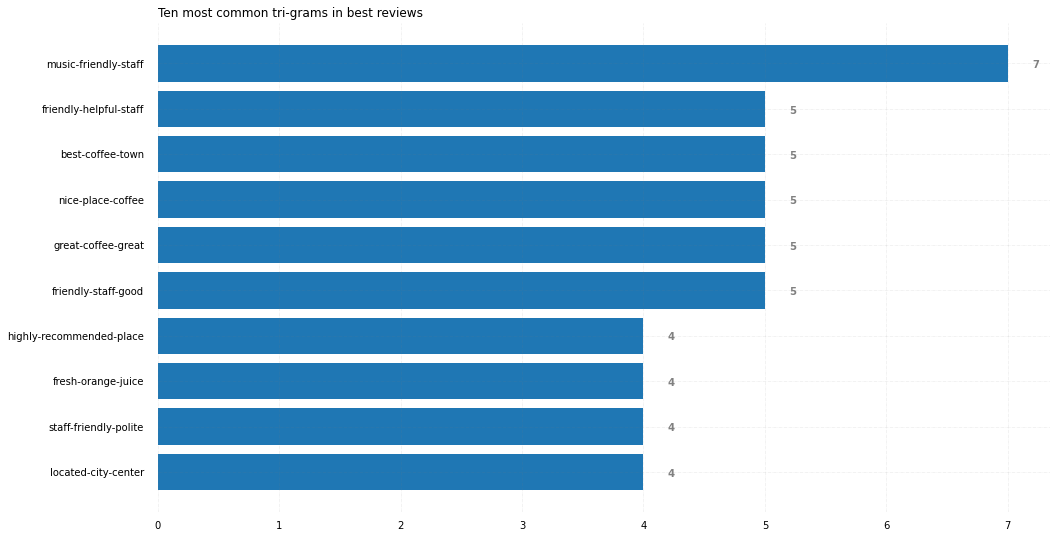 Ten most common tri-grams in best reviews
music-friendly-staff 7
friendly-helpful-staff 5
best-coffee-town 5
nice-place-coffee 5
great-coffee-great 5
friendly-staff-good 5
highly-recommended-place 4
fresh-orange-juice 4
staff-friendly-polite 4
located-city-center 4
0 1 2 3 4 5 6 7